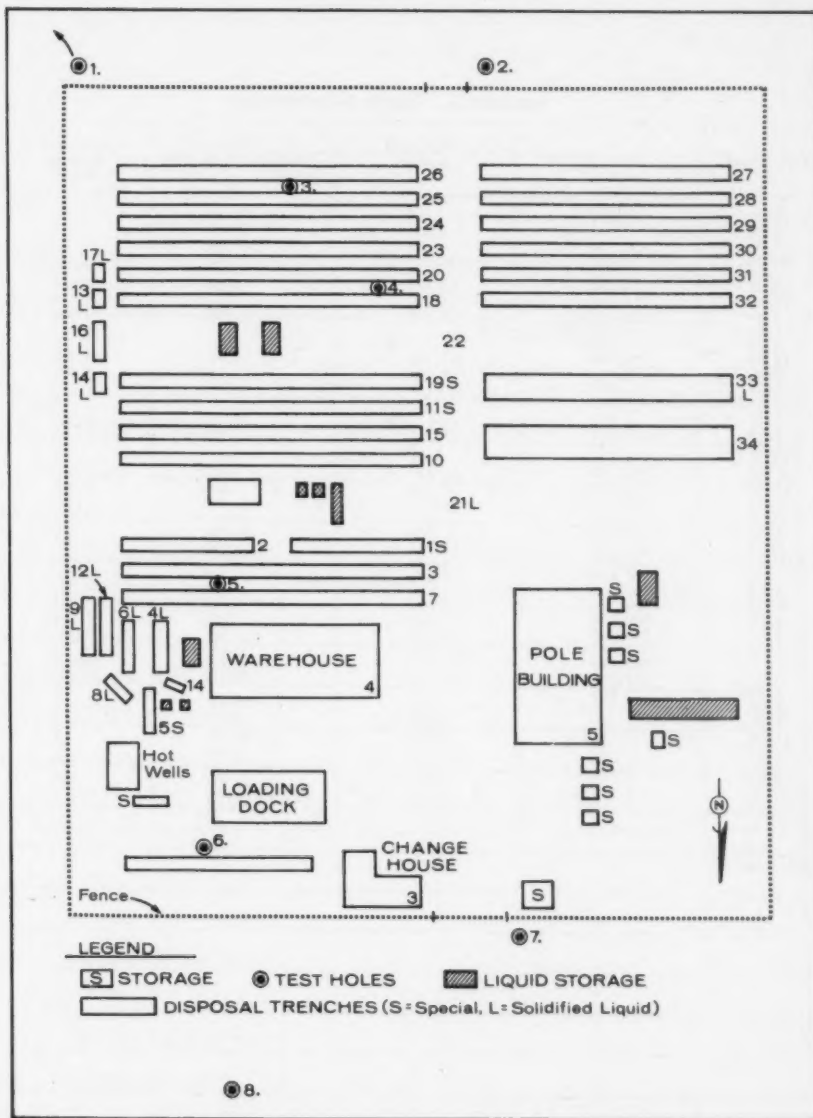 1.
2.
26
27
3.
25
28
24
29
23
30
17L
20
31
4.
13
L
18
32
16
L
22
14
L
19S
33
L
11S
15
34
10
21L
2
1S
12L
3
5.
7
9
L
6L
4L
S
WAREHOUSE
4
S
S
POLE
BUILDING
5
8L
14
5S
S
Hot
Wells
S
LOADING
DOCK
S
S
S
N
6.
CHANGE
HOUSE
3
S
Fence
7.
LEGEND
S STORAGE TEST HOLES LIQUID STORAGE
DISPOSAL TRENCHES (S=Special, L=Solidified Liquid)
8.